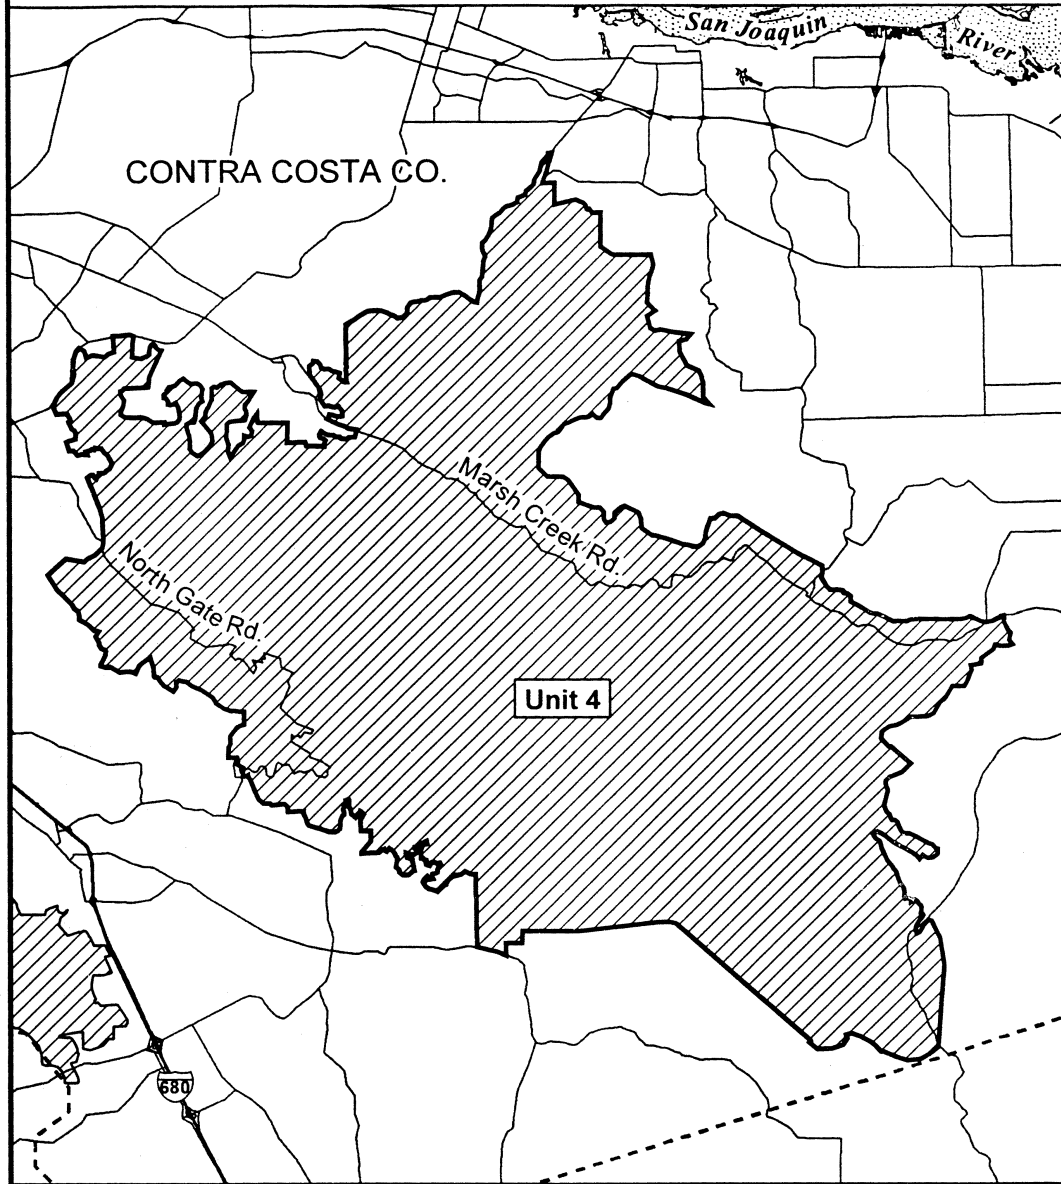 San Joaquin
River
CONTRA COSTA CO.
Marsh Creek Rd.
North Gate Rd.
Unit 4
680